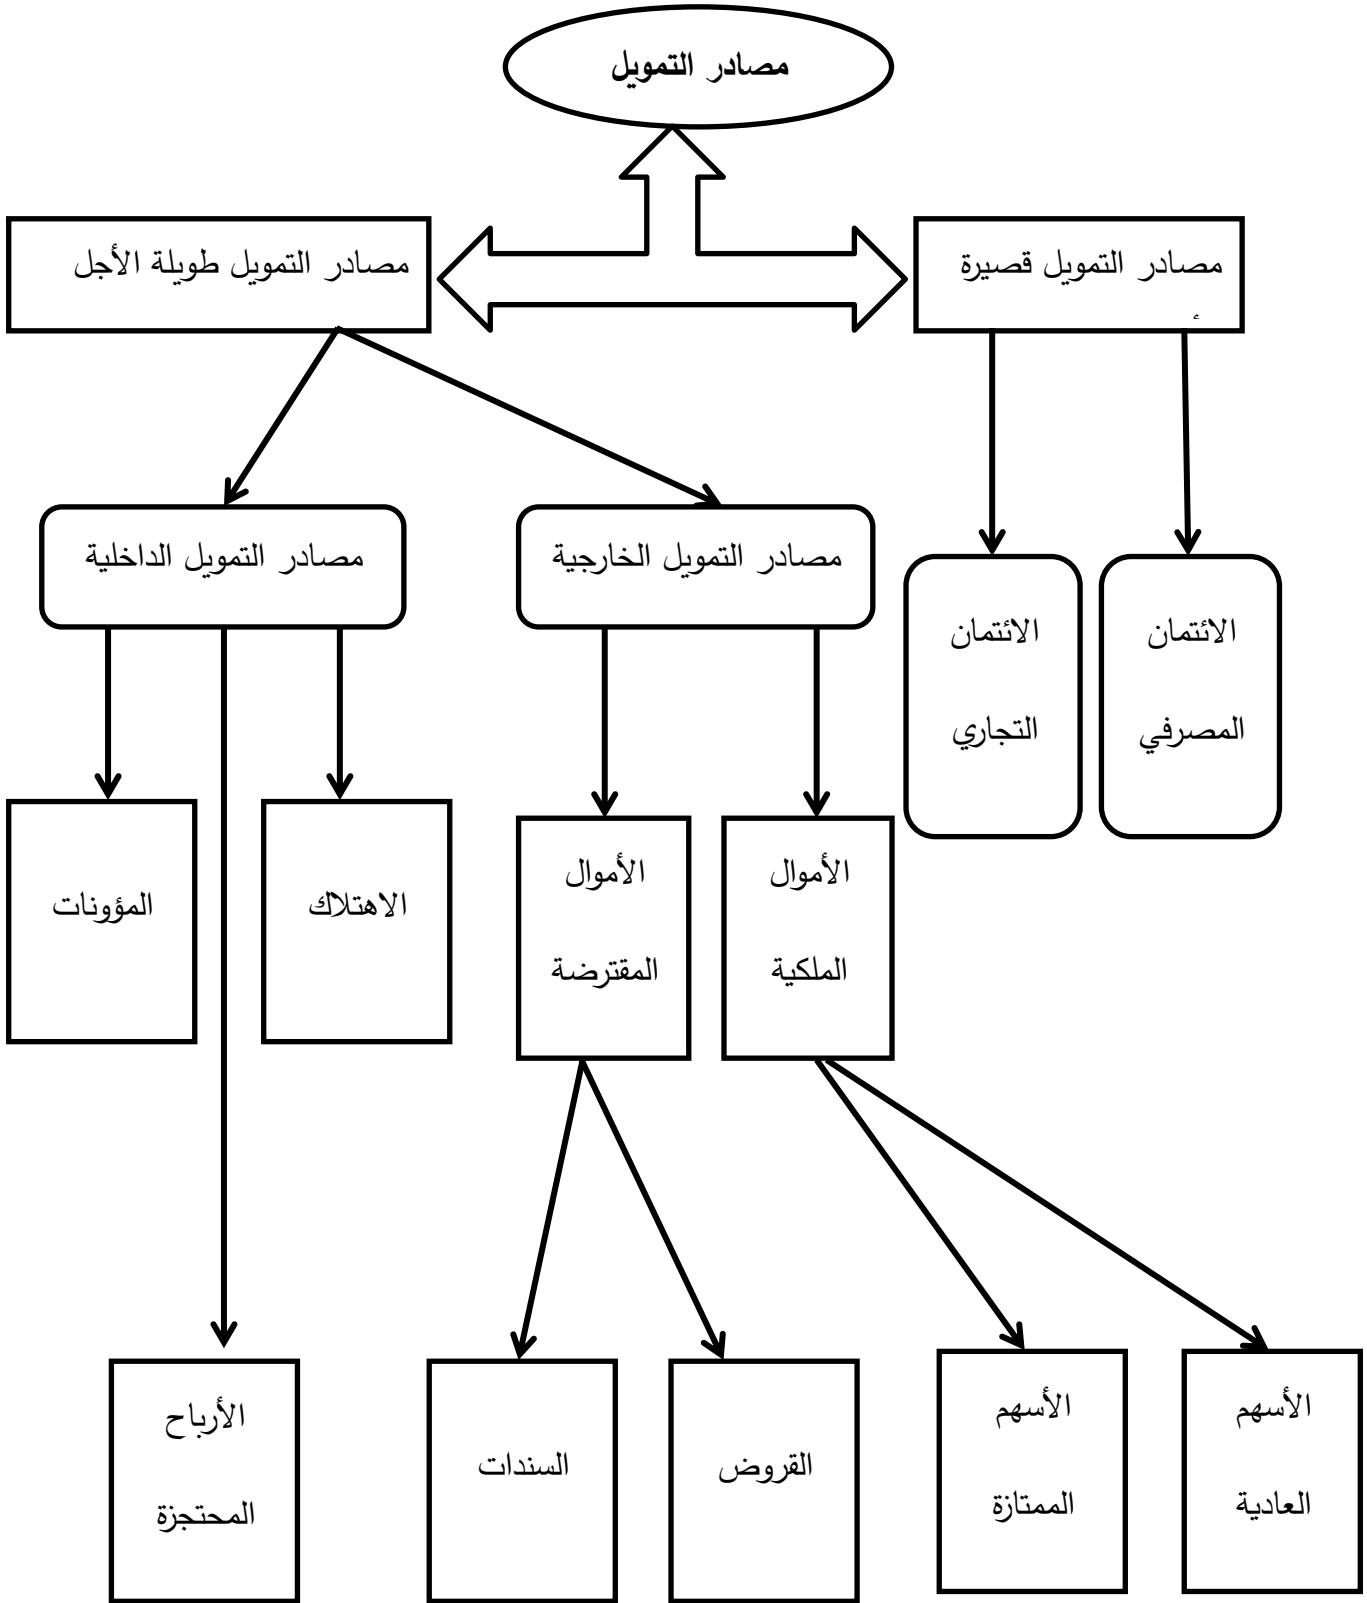 مصادر التمويل
مصادر التمويل قصيرة
مصادر التمويل طويلة الأجل
مصادر التمويل الخارجية
مصادر التمويل الداخلية
الائتمان
المصرفي
الائتمان
التجاري
الأموال
الملكية
الأموال
المقترضة
الاهتلاك
المؤونات
الأسهم
العادية
الأسهم
الممتازة
القروض
السندات
الأرباح
المحتجزة